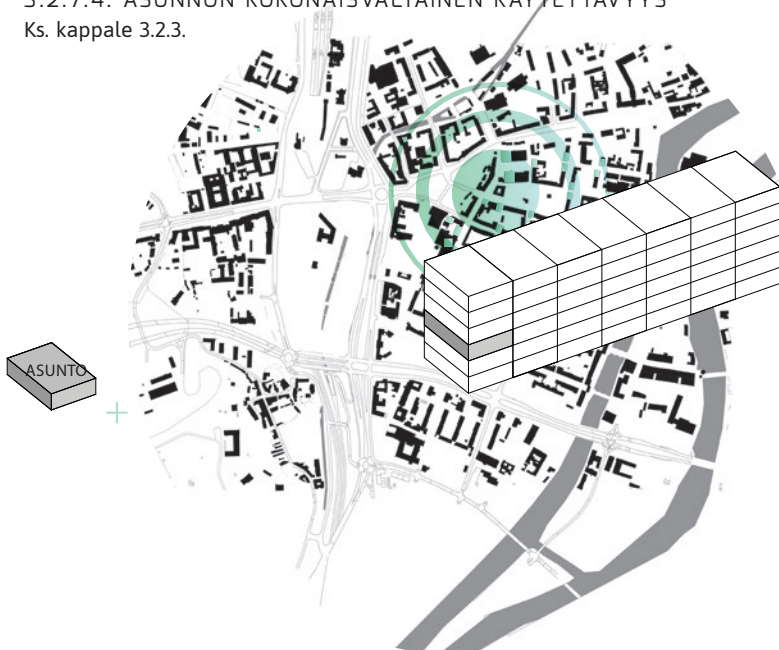 3.2.7.4. ASUNNON KOKONAISVALTAINEN KÄYTETTÄVYYS
Ks. kappale 3.2.3.
ASUNTO